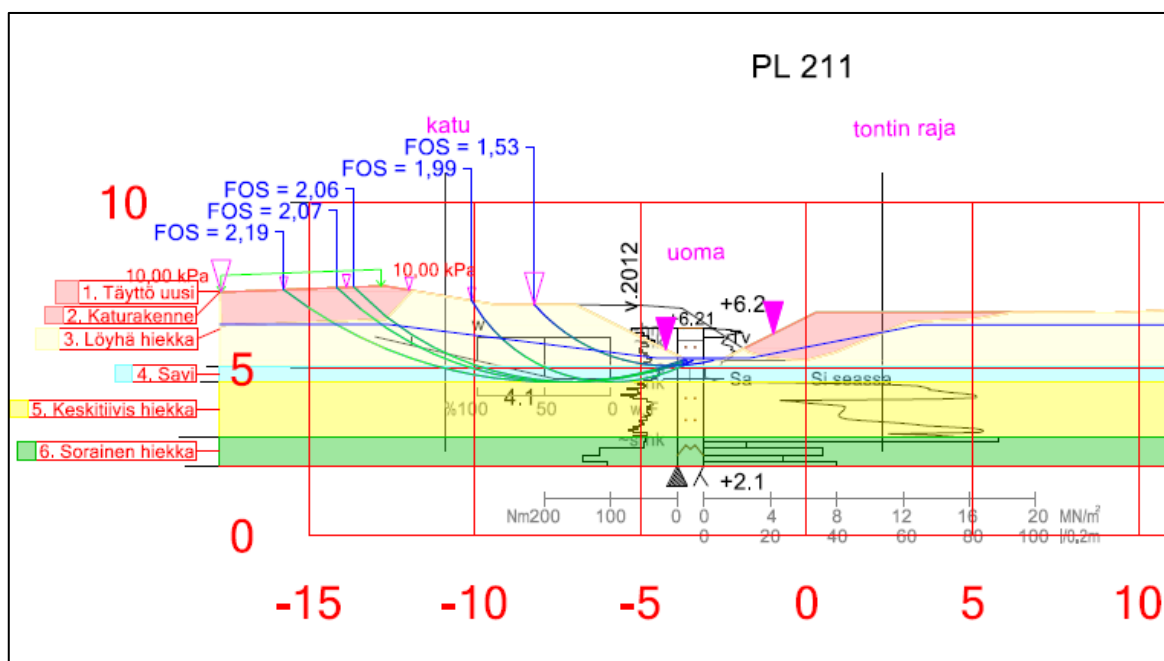 PL 211
katu
tontin raja
FOS = 1,53
FOS = 1,99
FOS = 2,06
FOS = 2,07
FOS = 2,19
10
v.2012
uoma
10,00 kPa
10,00 kPa
+6.2
+6.21
1. Täyttö uusi
2. Katurakenne
3. Löyhä hiekka
w
Tv
5
4. Savi
Sa
Si seassa
4.1
5. Keskitiivis hiekka
%100 50 0 w F
6. Sorainen hiekka
+2.1
Nm200 100 0 0 4 8 12 16 20 MN/m²
0 20 40 60 80 100 |/0,2m
0
-15 -10 -5 0 5 10